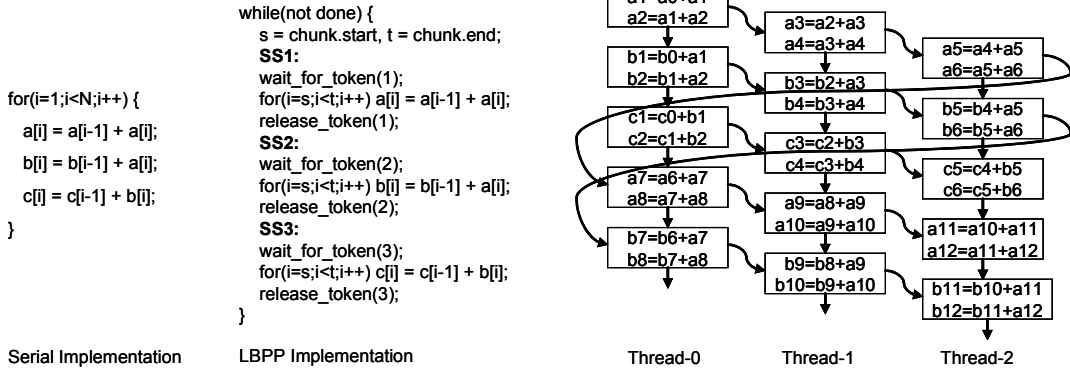 for(i=1;i<N;i++) {
a[i] = a[i-1] + a[i];
b[i] = b[i-1] + a[i];
c[i] = c[i-1] + b[i];
}
Serial Implementation
while(not done) {
s = chunk.start, t = chunk.end;
SS1:
wait_for_token(1);
for(i=s;i<t;i++) a[i] = a[i-1] + a[i];
release_token(1);
SS2:
wait_for_token(2);
for(i=s;i<t;i++) b[i] = b[i-1] + a[i];
release_token(2);
SS3:
wait_for_token(3);
for(i=s;i<t;i++) c[i] = c[i-1] + b[i];
release_token(3);
}
LBPP Implementation
a2=a1+a2
b1=b0+a1
b2=b1+a2
c1=c0+b1
c2=c1+b2
a7=a6+a7
a8=a7+a8
b7=b6+a7
b8=b7+a8
Thread-0
a3=a2+a3
a4=a3+a4
b3=b2+a3
b4=b3+a4
c3=c2+b3
c4=c3+b4
a9=a8+a9
a10=a9+a10
b9=b8+a9
b10=b9+a10
Thread-1
a5=a4+a5
a6=a5+a6
b5=b4+a5
b6=b5+a6
c5=c4+b5
c6=c5+b6
a11=a10+a11
a12=a11+a12
b11=b10+a11
b12=b11+a12
Thread-2